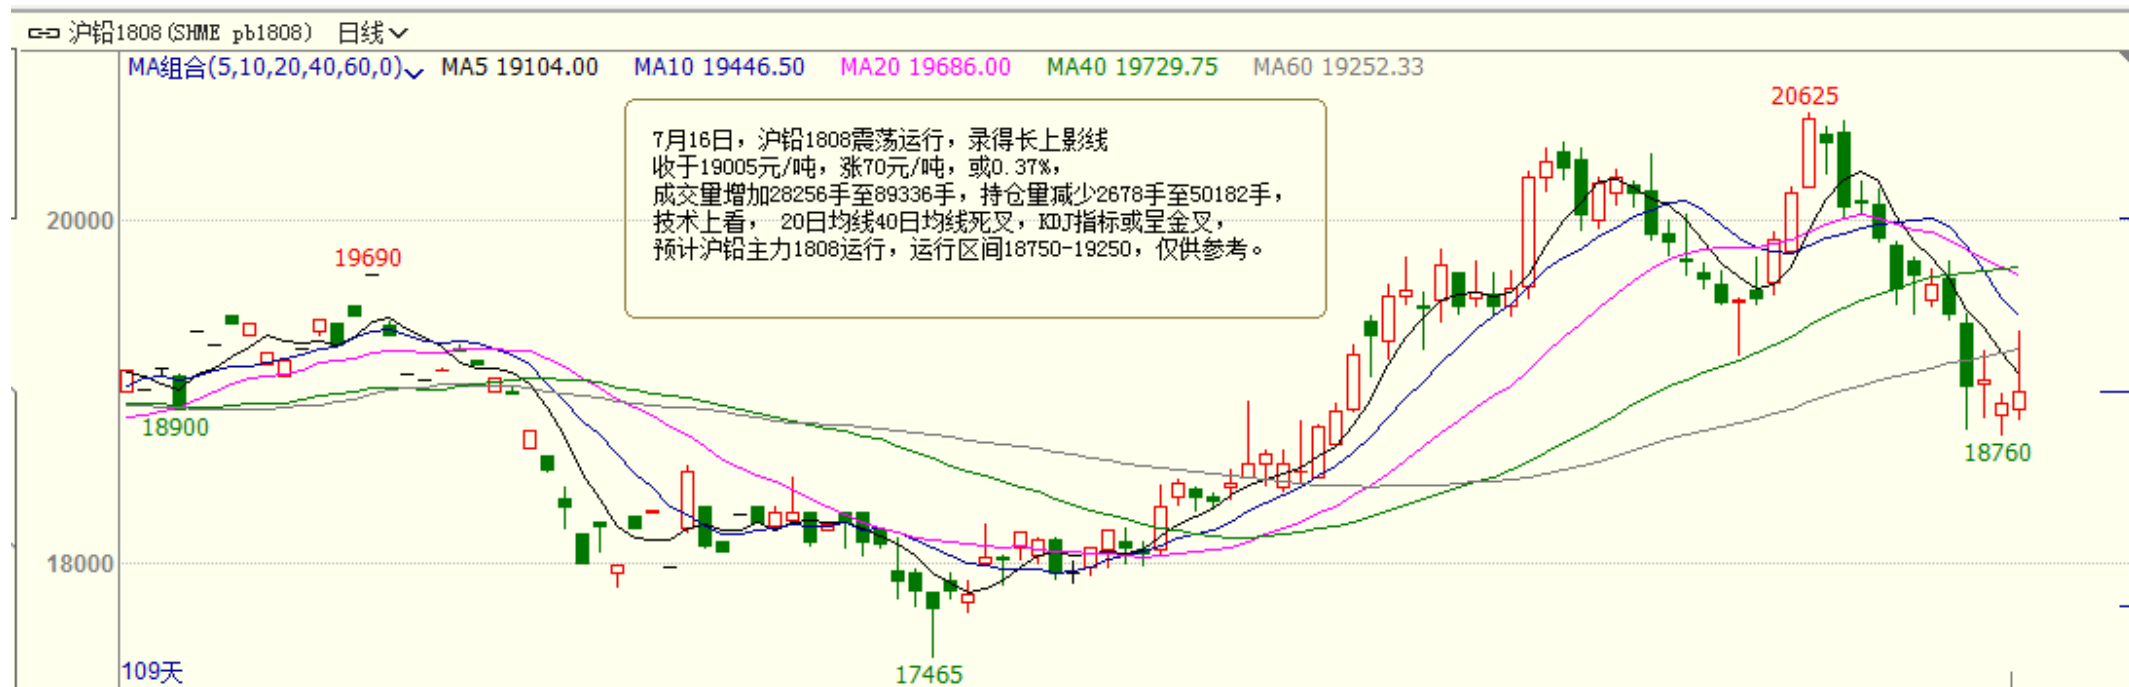 沪铅1808(SHME pb1808) 日线
MA组合(5,10,20,40,60,0) MA5 19104.00 MA10 19446.50 MA20 19686.00 MA40 19729.75 MA60 19252.33
20625
7月16日，沪铅1808震荡运行，录得长上影线
收于19005元/吨，涨70元/吨，或0.37%，
成交量增加28256手至89336手，持仓量减少2678手至50182手，
技术上看， 20日均线40日均线死叉，KDJ指标或呈金叉，
预计沪铅主力1808运行，运行区间18750-19250，仅供参考。
20000
19690
18900
18760
18000
109天
17465